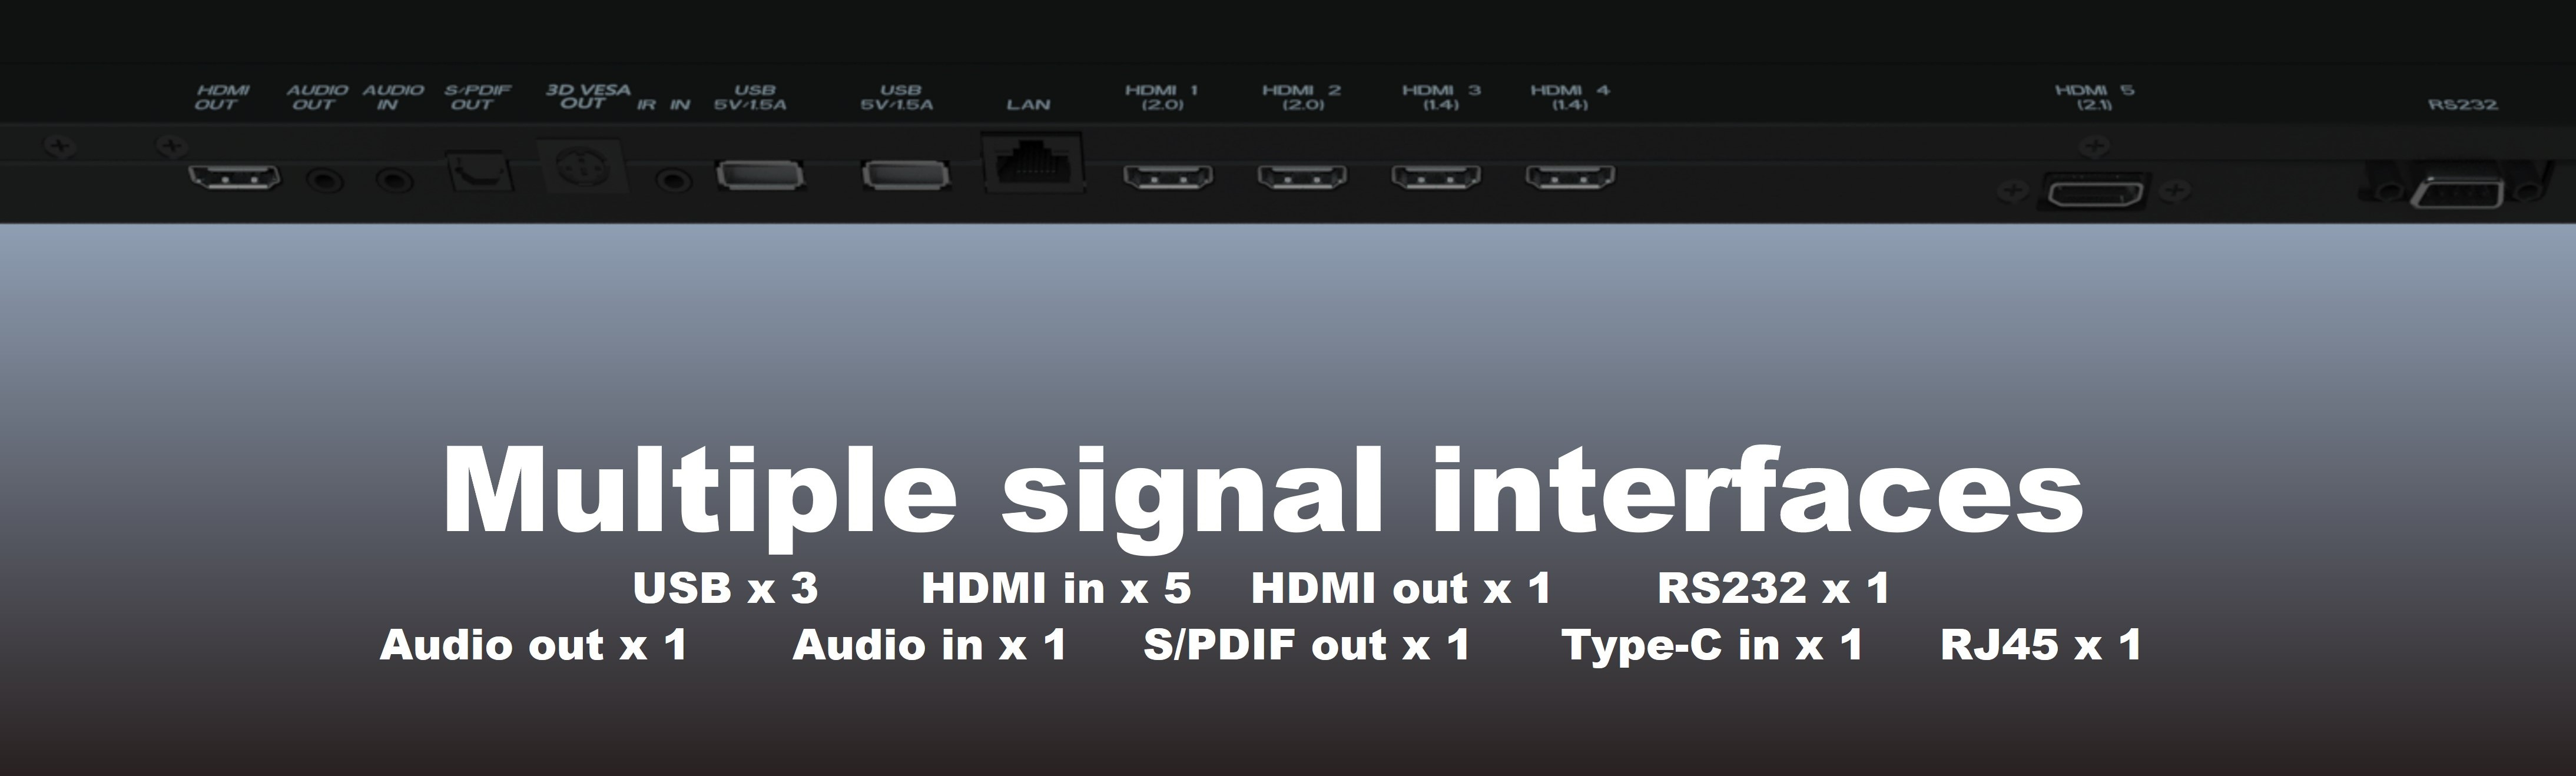 HDMI OUT AUDIO OUT AUDIO IN S/PDIF OUT 3D VESA OUT IR IN USB 5V/1.5A USB 5V/1.5A LAN HDMI 1 (2.0) HDMI 2 (2.0) HDMI 3 (1.4) HDMI 4 (1.4) HDMI 5 (2.1) RS232
Multiple signal interfaces
USB x 3 HDMI in x 5 HDMI out x 1 RS232 x 1
Audio out x 1 Audio in x 1 S/PDIF out x 1 Type-C in x 1 RJ45 x 1